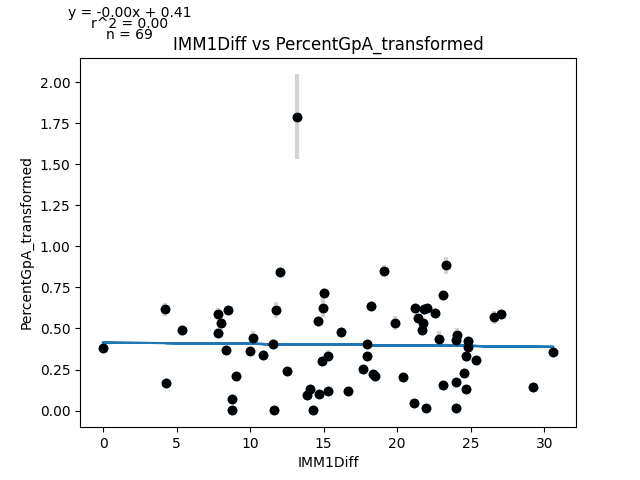 y = -0.00x + 0.41
r^2 = 0.00
n = 69
IMM1Diff vs PercentGpA_transformed
PercentGpA_transformed
2.00
1.75
1.50
1.25
1.00
0.75
0.50
0.25
0.00
0 5 10 15 20 25 30
IMM1Diff